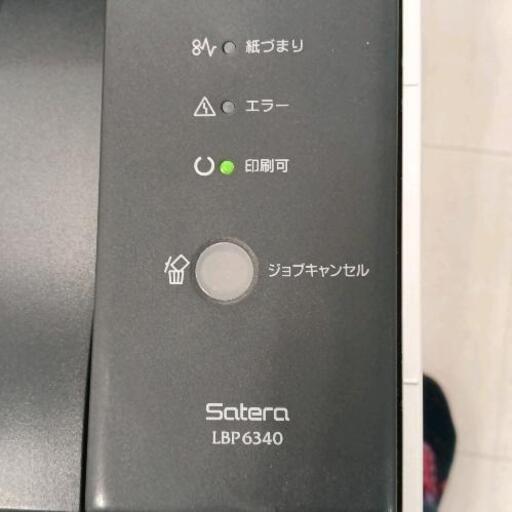 紙づまり
エラー
印刷可
ジョブキャンセル
Satera
LBP6340